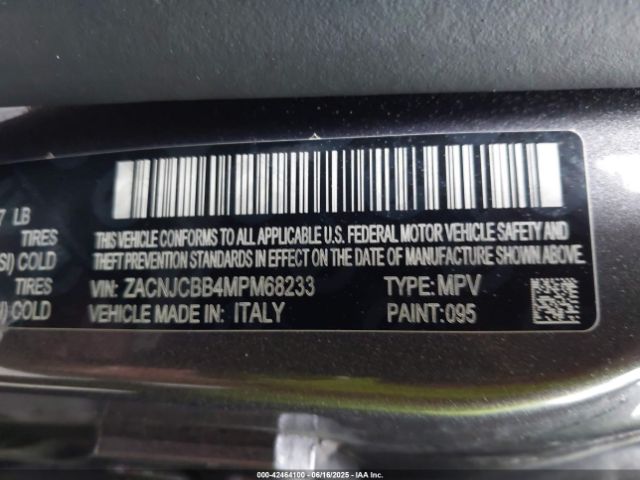 7 LB
TIRES
SI) COLD
TIRES
I) COLD
THIS VEHICLE CONFORMS TO ALL APPLICABLE U.S. FEDERAL MOTOR VEHICLE SAFETY AND
THEFT PREVENTION STANDARDS IN EFFECT ON THE DATE OF MANUFACTURE SHOWN ABOVE.
VIN: ZACNJCBB4MPM68233 TYPE: MPV
VEHICLE MADE IN: ITALY PAINT: 095
000-42464100 - 06/16/2025 - IAAI.COM